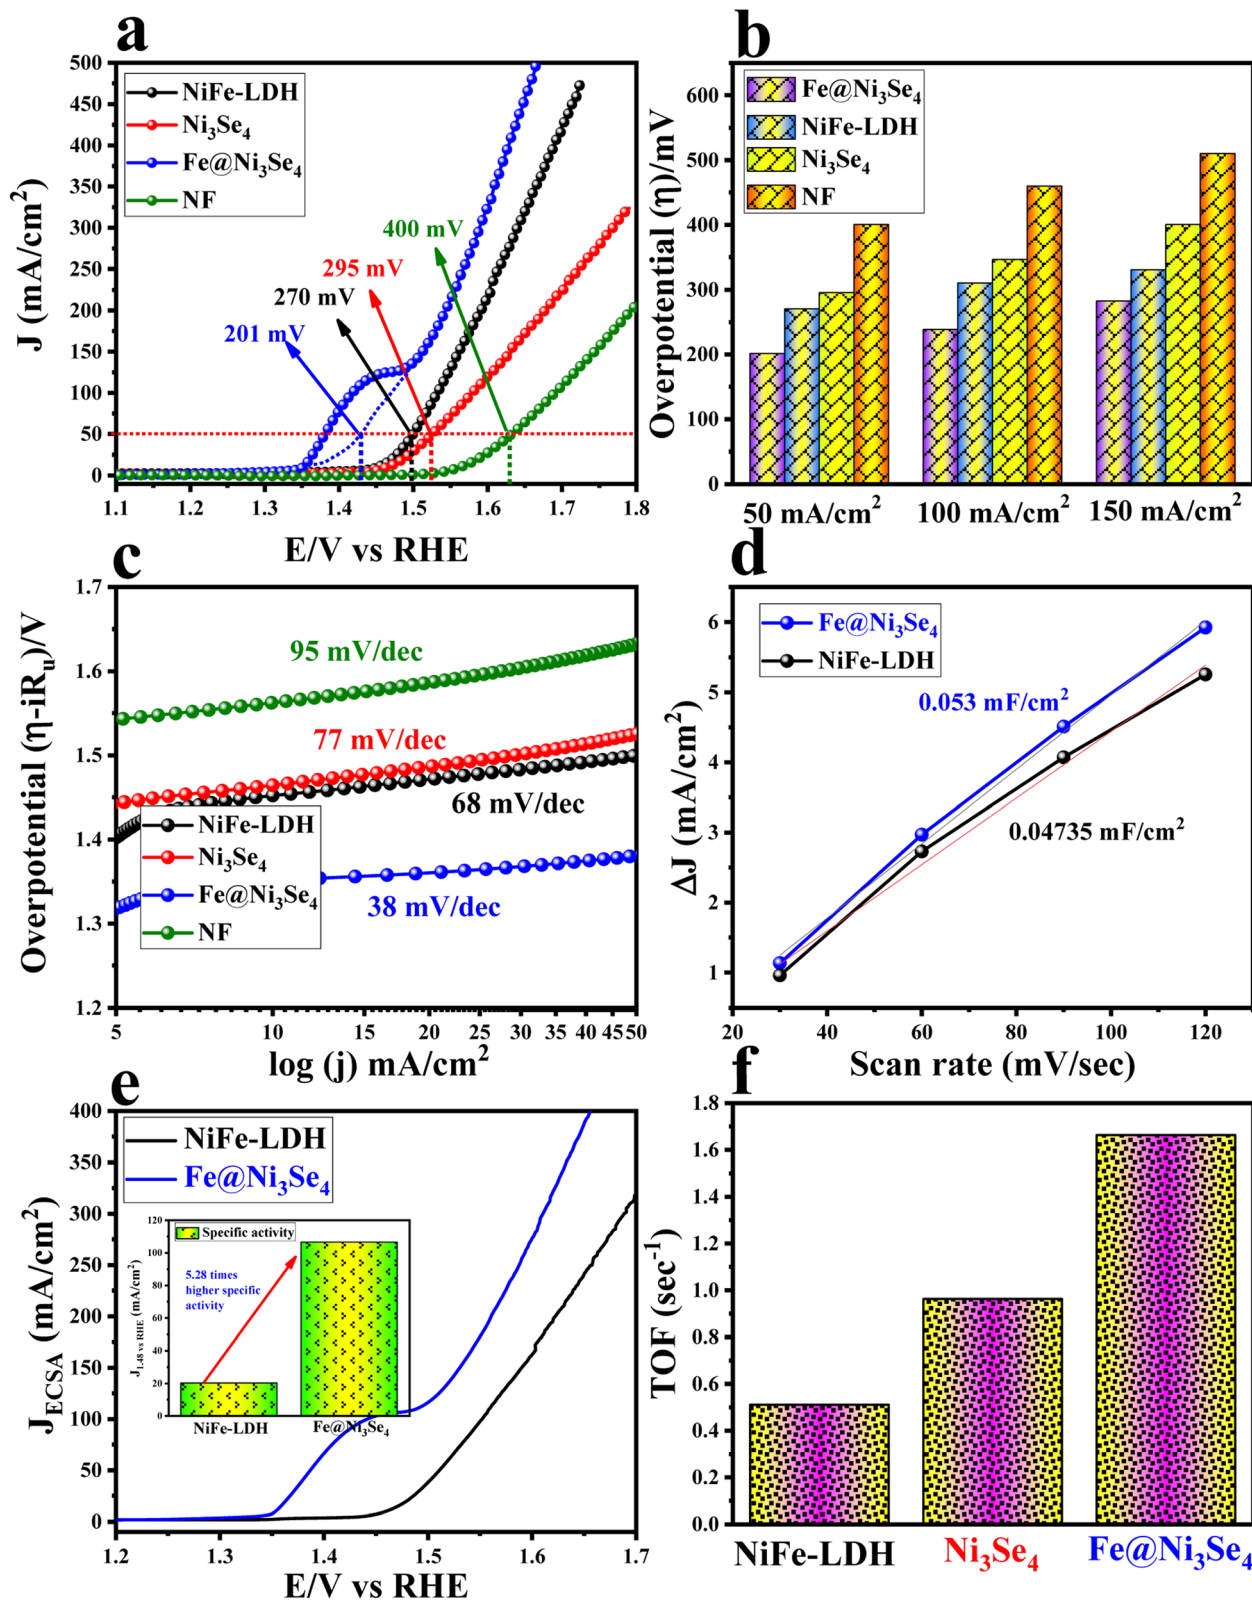 a
500
450
400
350
300
250
200
150
100
50
0
J (mA/cm²)
NiFe-LDH
Ni₃Se₄
Fe@Ni₃Se₄
NF
400 mV
295 mV
270 mV
201 mV
1.1 1.2 1.3 1.4 1.5 1.6 1.7 1.8
E/V vs RHE
b
600
500
400
300
200
100
0
Overpotential (η)/mV
Fe@Ni₃Se₄
NiFe-LDH
Ni₃Se₄
NF
50 mA/cm² 100 mA/cm² 150 mA/cm²
c
1.7
1.6
1.5
1.4
1.3
1.2
Overpotential (η-iRᵤ)/V
95 mV/dec
77 mV/dec
68 mV/dec
NiFe-LDH
Ni₃Se₄
Fe@Ni₃Se₄
NF
38 mV/dec
5 10 15 20 25 30 35 40 45 50
log (j) mA/cm²
d
6
5
4
3
2
1
ΔJ (mA/cm²)
Fe@Ni₃Se₄
NiFe-LDH
0.053 mF/cm²
0.04735 mF/cm²
20 40 60 80 100 120
Scan rate (mV/sec)
e
400
350
300
250
200
150
100
50
0
J_ECSA (mA/cm²)
NiFe-LDH
Fe@Ni₃Se₄
120
100
80
60
40
20
0
J₁.₄₈ ᵥₛ RHE (mA/cm²)
Specific activity
5.28 times
higher specific
activity
NiFe-LDH Fe@Ni₃Se₄
1.2 1.3 1.4 1.5 1.6 1.7
E/V vs RHE
f
1.8
1.6
1.4
1.2
1.0
0.8
0.6
0.4
0.2
0.0
TOF (sec⁻¹)
NiFe-LDH Ni₃Se₄ Fe@Ni₃Se₄